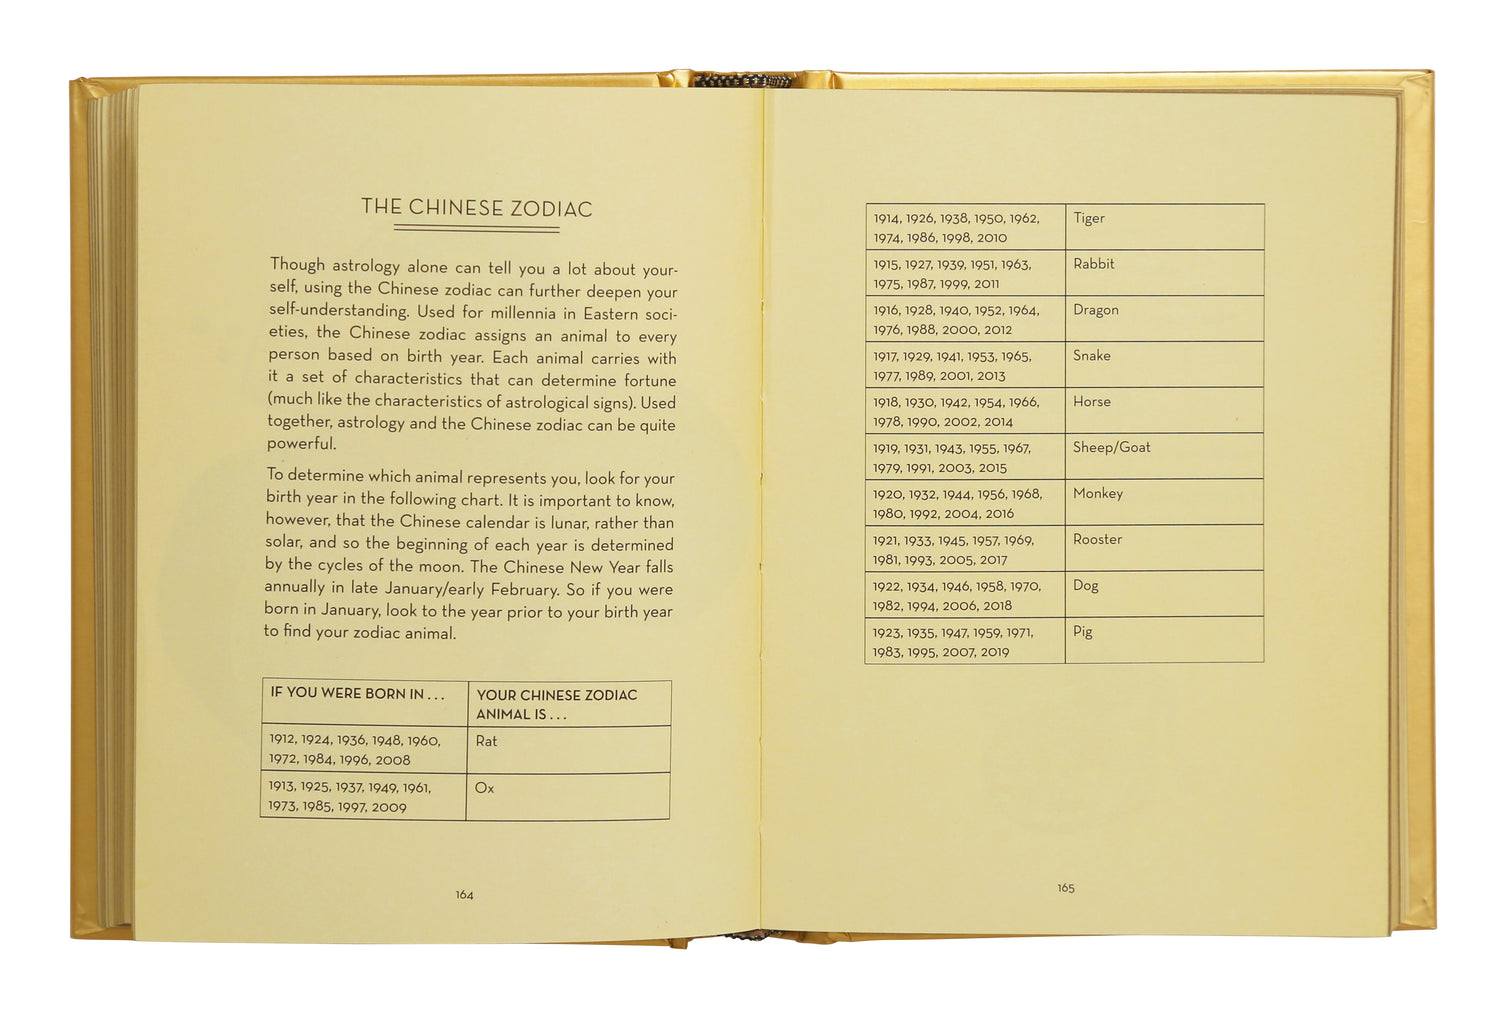 THE CHINESE ZODIAC
Though astrology alone can tell you a lot about your-
self, using the Chinese zodiac can further deepen your
self-understanding. Used for millennia in Eastern soci-
eties, the Chinese zodiac assigns an animal to every
person based on birth year. Each animal carries with
it a set of characteristics that can determine fortune
(much like the characteristics of astrological signs). Used
together, astrology and the Chinese zodiac can be quite
powerful.
To determine which animal represents you, look for your
birth year in the following chart. It is important to know,
however, that the Chinese calendar is lunar, rather than
solar, and so the beginning of each year is determined
by the cycles of the moon. The Chinese New Year falls
annually in late January/early February. So if you were
born in January, look to the year prior to your birth year
to find your zodiac animal.
IF YOU WERE BORN IN . . .
YOUR CHINESE ZODIAC
ANIMAL IS . . .
1912, 1924, 1936, 1948, 1960,
1972, 1984, 1996, 2008
Rat
1913, 1925, 1937, 1949, 1961,
1973, 1985, 1997, 2009
Ox
164
1914, 1926, 1938, 1950, 1962,
1974, 1986, 1998, 2010
Tiger
1915, 1927, 1939, 1951, 1963,
1975, 1987, 1999, 2011
Rabbit
1916, 1928, 1940, 1952, 1964,
1976, 1988, 2000, 2012
Dragon
1917, 1929, 1941, 1953, 1965,
1977, 1989, 2001, 2013
Snake
1918, 1930, 1942, 1954, 1966,
1978, 1990, 2002, 2014
Horse
1919, 1931, 1943, 1955, 1967,
1979, 1991, 2003, 2015
Sheep/Goat
1920, 1932, 1944, 1956, 1968,
1980, 1992, 2004, 2016
Monkey
1921, 1933, 1945, 1957, 1969,
1981, 1993, 2005, 2017
Rooster
1922, 1934, 1946, 1958, 1970,
1982, 1994, 2006, 2018
Dog
1923, 1935, 1947, 1959, 1971,
1983, 1995, 2007, 2019
Pig
165